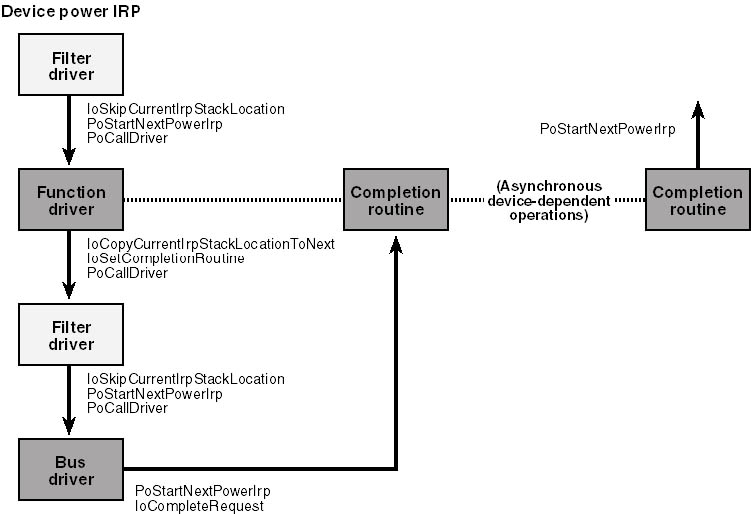 Device power IRP
Filter
driver
IoSkipCurrentIrpStackLocation
PoStartNextPowerIrp
PoCallDriver
PoStartNextPowerIrp
Function
driver
Completion
routine
(Asynchronous
device-dependent
operations)
Completion
routine
IoCopyCurrentIrpStackLocationToNext
IoSetCompletionRoutine
PoCallDriver
Filter
driver
IoSkipCurrentIrpStackLocation
PoStartNextPowerIrp
PoCallDriver
Bus
driver
PoStartNextPowerIrp
IoCompleteRequest